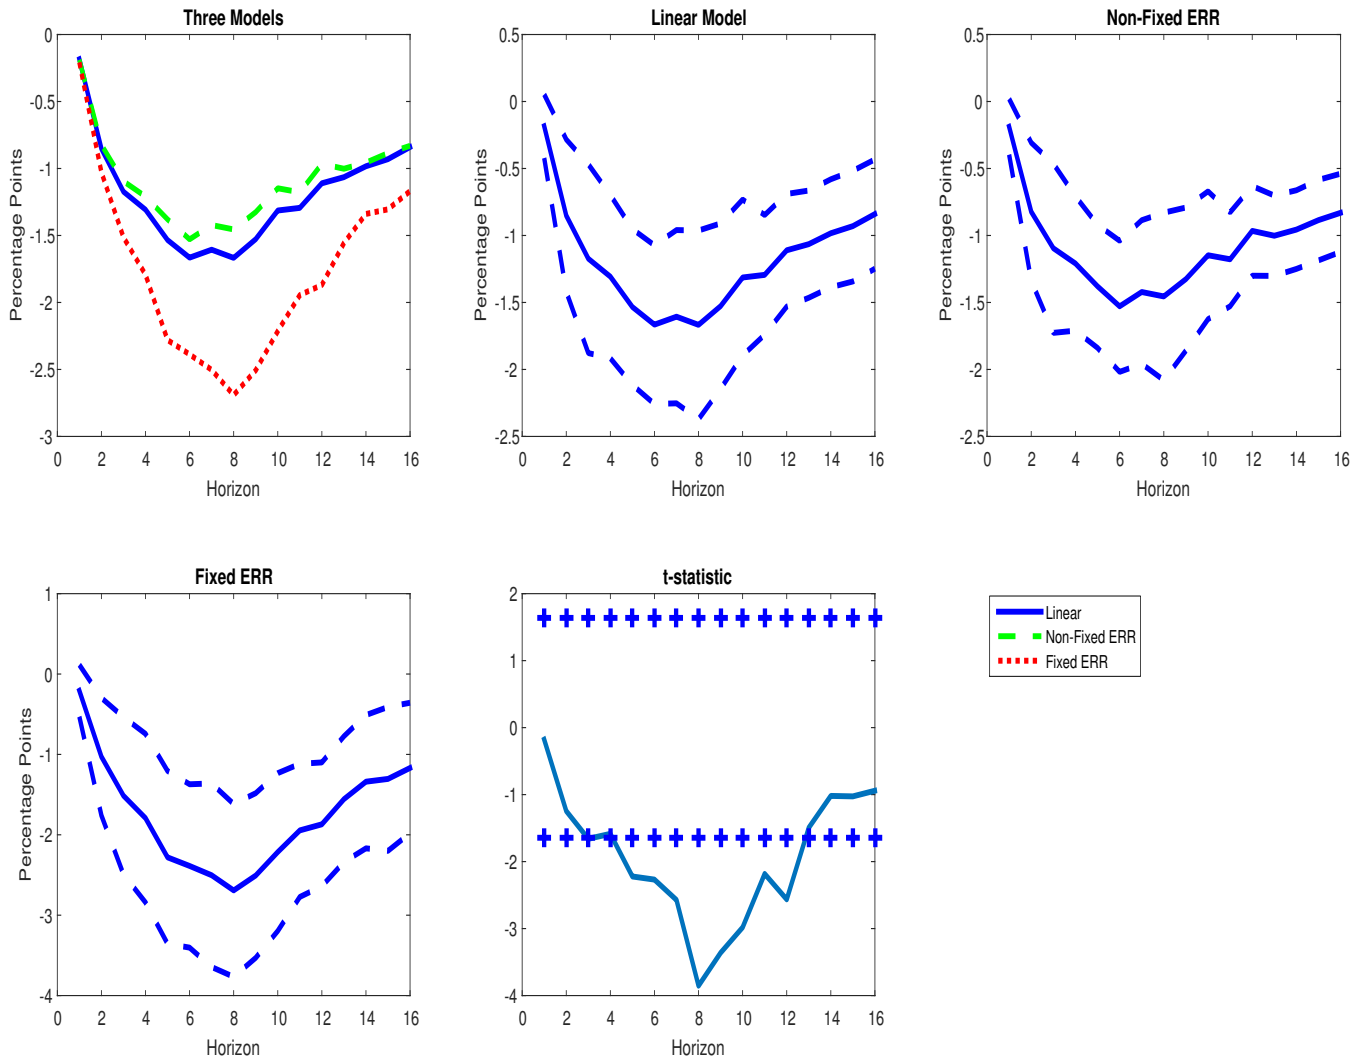 Three Models
Linear Model
Non-Fixed ERR
0
-0.5
-1
-1.5
-2
-2.5
-3
Percentage Points
0 2 4 6 8 10 12 14 16
Horizon
0.5
0
-0.5
-1
-1.5
-2
-2.5
Percentage Points
0 2 4 6 8 10 12 14 16
Horizon
0.5
0
-0.5
-1
-1.5
-2
-2.5
Percentage Points
0 2 4 6 8 10 12 14 16
Horizon
Fixed ERR
1
0
-1
-2
-3
-4
Percentage Points
0 2 4 6 8 10 12 14 16
Horizon
t-statistic
2
1
0
-1
-2
-3
-4
0 2 4 6 8 10 12 14 16
Horizon
Linear
Non-Fixed ERR
Fixed ERR